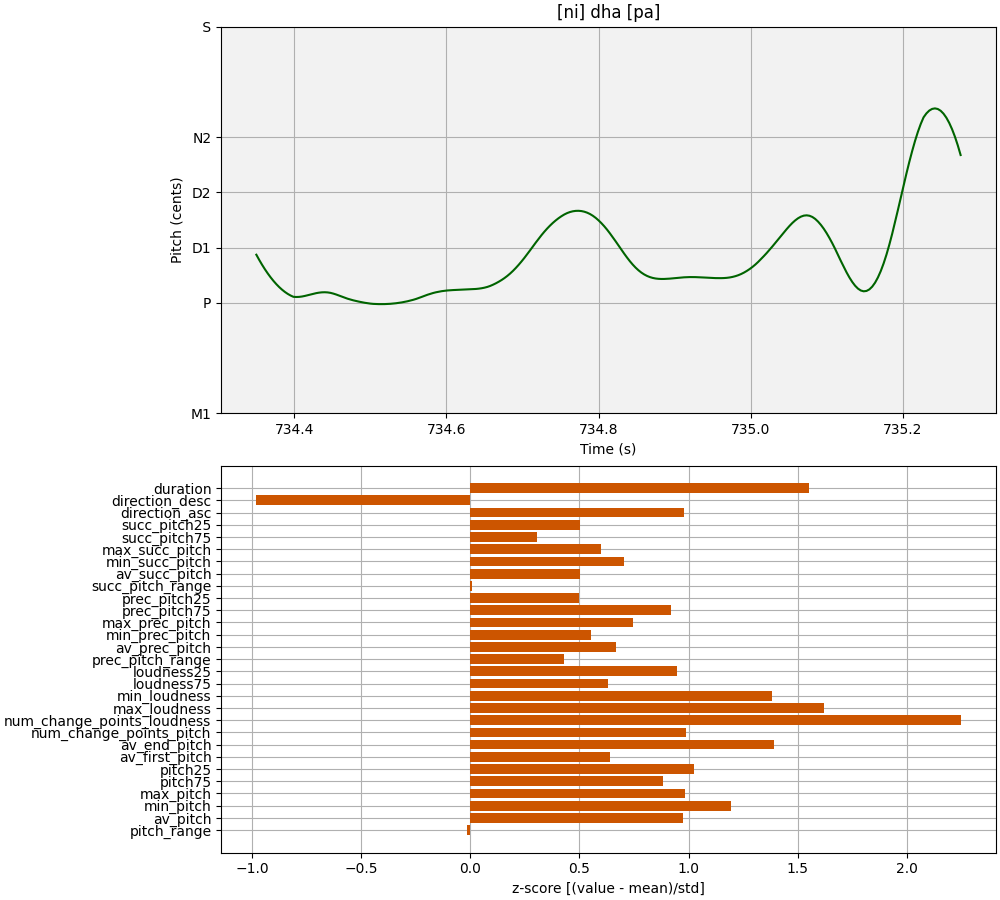 [ni] dha [pa]
S
N2
D2
D1
P
M1
Pitch (cents)
734.4 734.6 734.8 735.0 735.2
Time (s)
duration
direction_desc
direction_asc
succ_pitch25
succ_pitch75
max_succ_pitch
min_succ_pitch
av_succ_pitch
succ_pitch_range
prec_pitch25
prec_pitch75
max_prec_pitch
min_prec_pitch
av_prec_pitch
prec_pitch_range
loudness25
loudness75
min_loudness
max_loudness
num_change_points_loudness
num_change_points_pitch
av_end_pitch
av_first_pitch
pitch25
pitch75
max_pitch
min_pitch
av_pitch
pitch_range
−1.0 −0.5 0.0 0.5 1.0 1.5 2.0
z-score [(value - mean)/std]